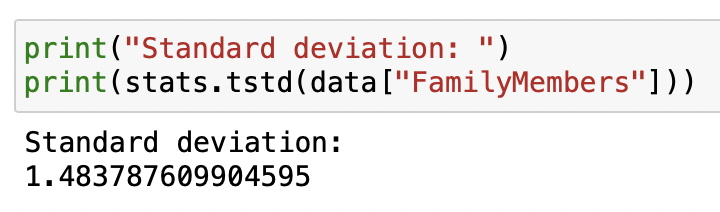 print("Standard deviation: ")
print(stats.tstd(data["FamilyMembers"]))
Standard deviation:
1.483787609904595